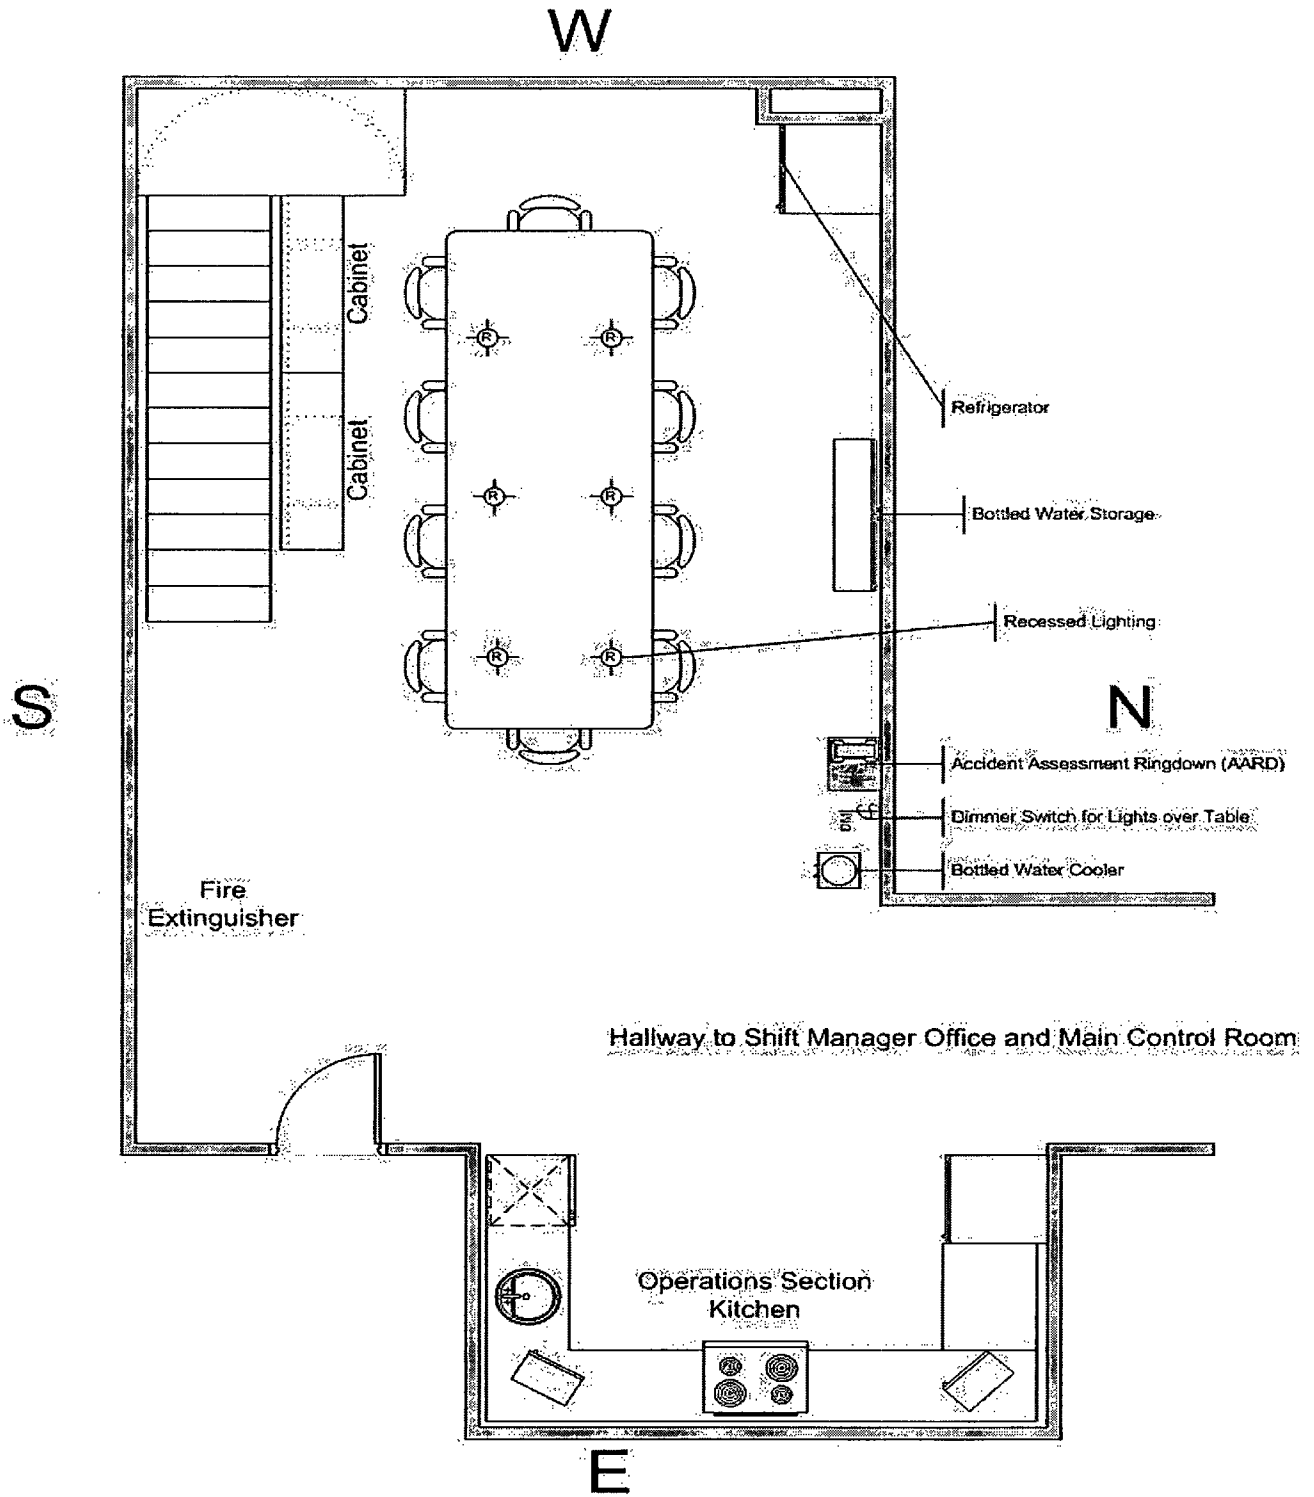 W
Cabinet
Cabinet
R R
R R
R R
Refrigerator
Bottled Water Storage
Recessed Lighting
S
N
Accident Assessment Ringdown (AARD)
DM
Dimmer Switch for Lights over Table
Bottled Water Cooler
Fire
Extinguisher
Hallway to Shift Manager Office and Main Control Room
Operations Section
Kitchen
E